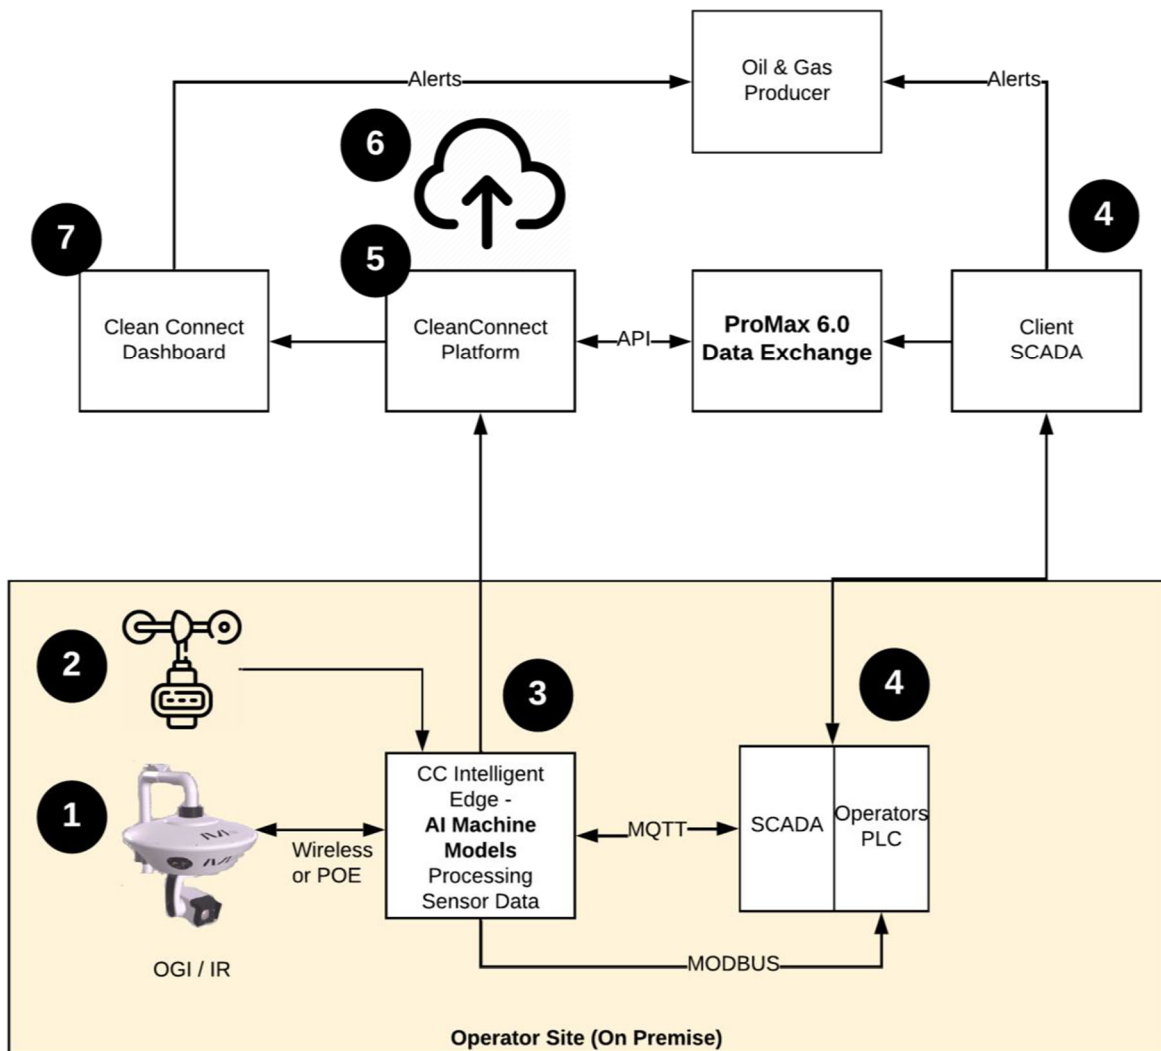 Oil & Gas
Producer
Alerts
Alerts
6
4
7
5
Clean Connect
Dashboard
CleanConnect
Platform
API
ProMax 6.0
Data Exchange
Client
SCADA
2
3
4
1
Wireless
or POE
OGI / IR
CC Intelligent
Edge -
AI Machine
Models
Processing
Sensor Data
MQTT
SCADA
Operators
PLC
MODBUS
Operator Site (On Premise)